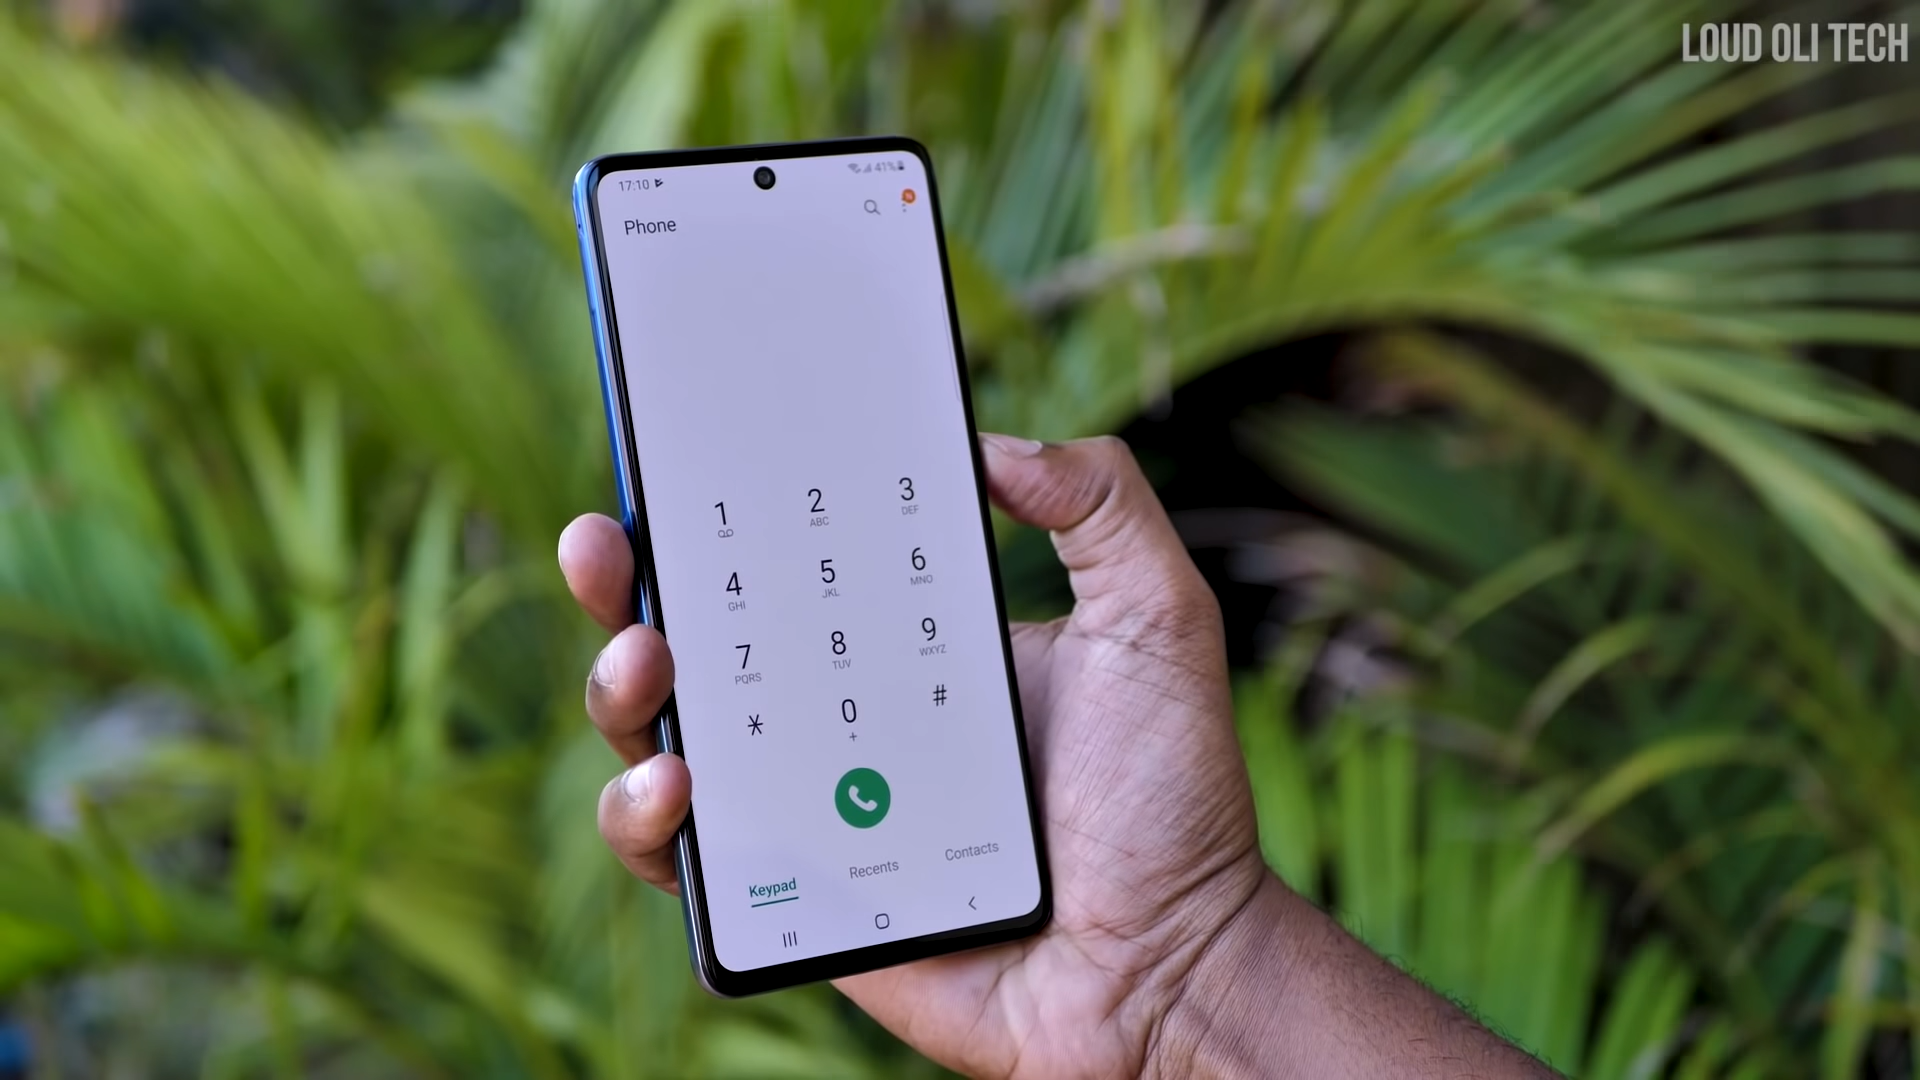 LOUD OLI TECH
17:10 41%
Phone
1 2 3
ABC DEF
4 5 6
GHI JKL MNO
7 8 9
PQRS TUV WXYZ
* 0 #
+
Keypad Recents Contacts